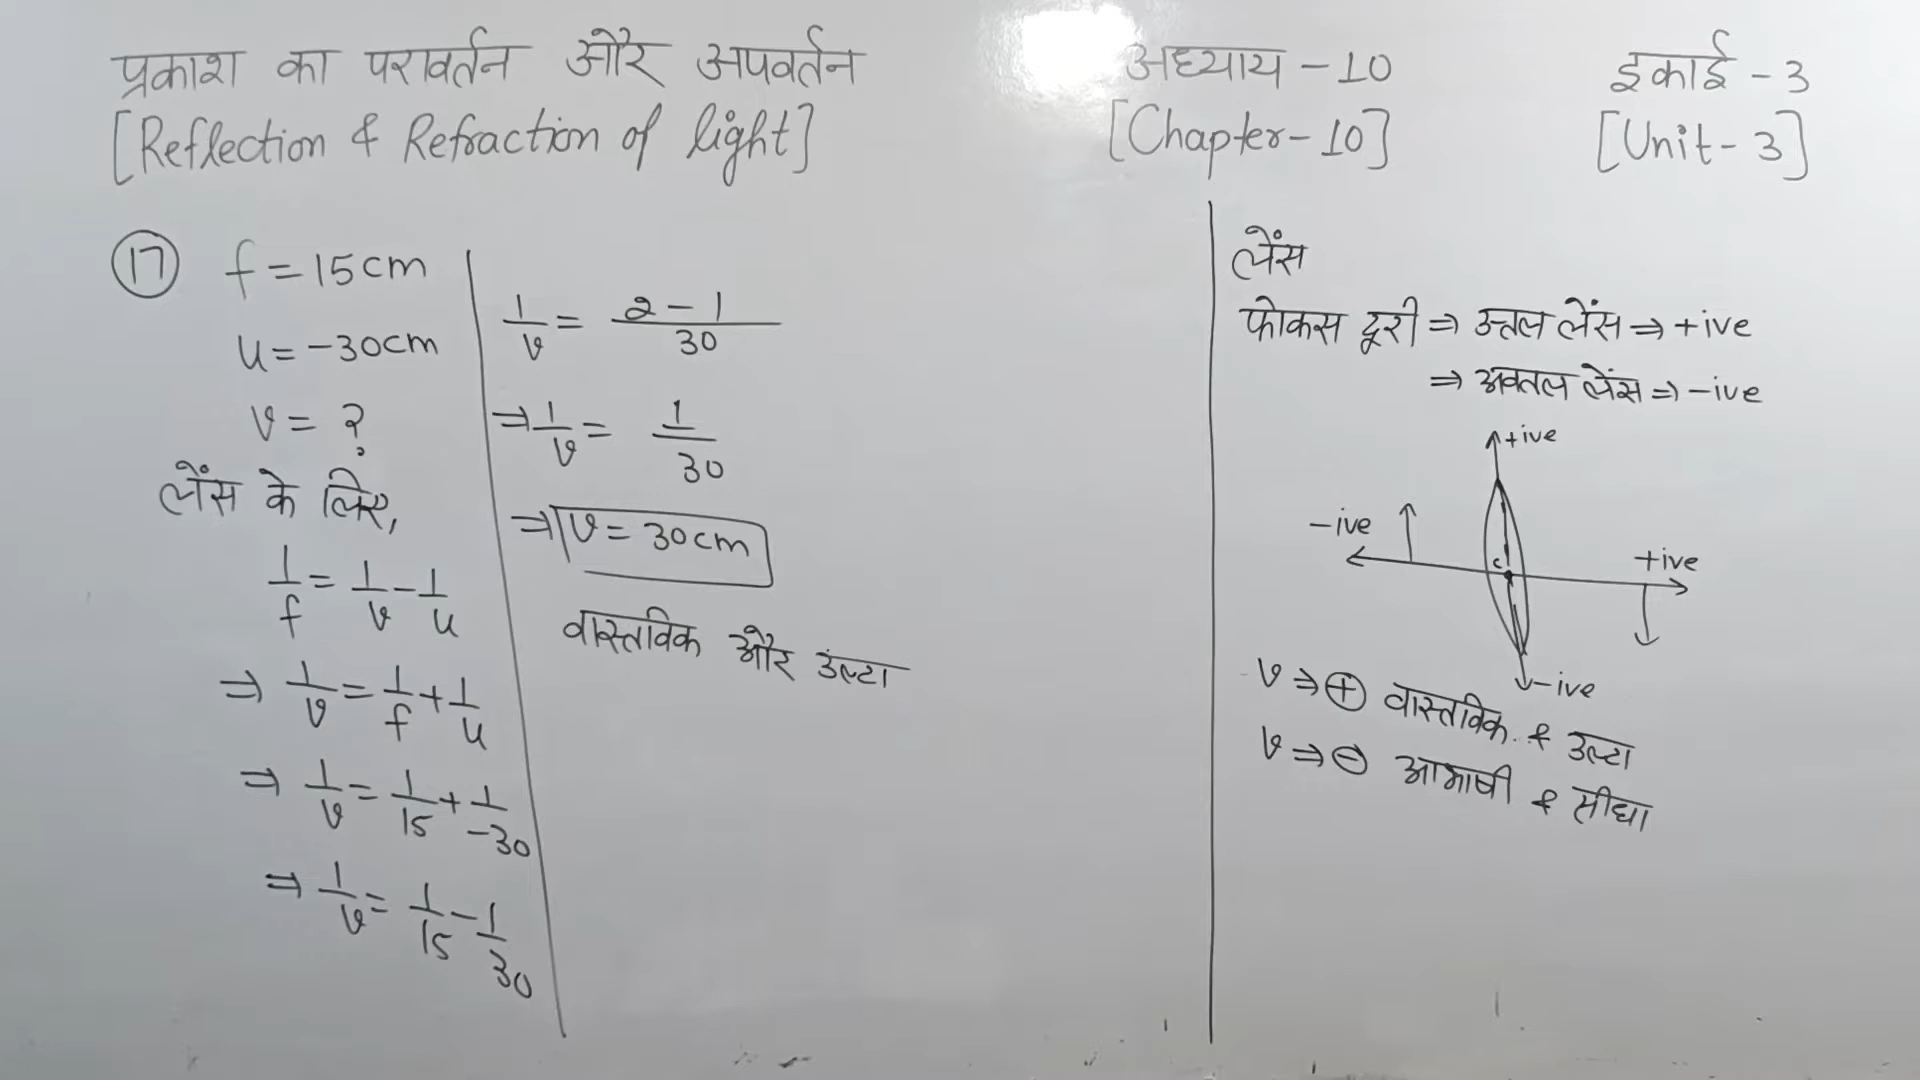 प्रकाश का परावर्तन और अपवर्तन
[Reflection & Refraction of light]
अध्याय - 10
[Chapter-10]
इकाई - 3
[Unit-3]
(17) f = 15cm
u = -30cm
v = ?
लेंस के लिए,
1/f = 1/v - 1/u
⇒ 1/v = 1/f + 1/u
⇒ 1/v = 1/15 + 1/-30
⇒ 1/v = 1/15 - 1/30
1/v = 2 - 1/30
⇒ 1/v = 1/30
⇒ v = 30cm
वास्तविक और उल्टा
लेंस
फोकस दूरी ⇒ उत्तल लेंस ⇒ +ive
⇒ अवतल लेंस ⇒ -ive
+ive
-ive
+ive
c
-ive
v ⇒ ⊕ वास्तविक & उल्टा
v ⇒ ⊖ आभाषी & सीधा